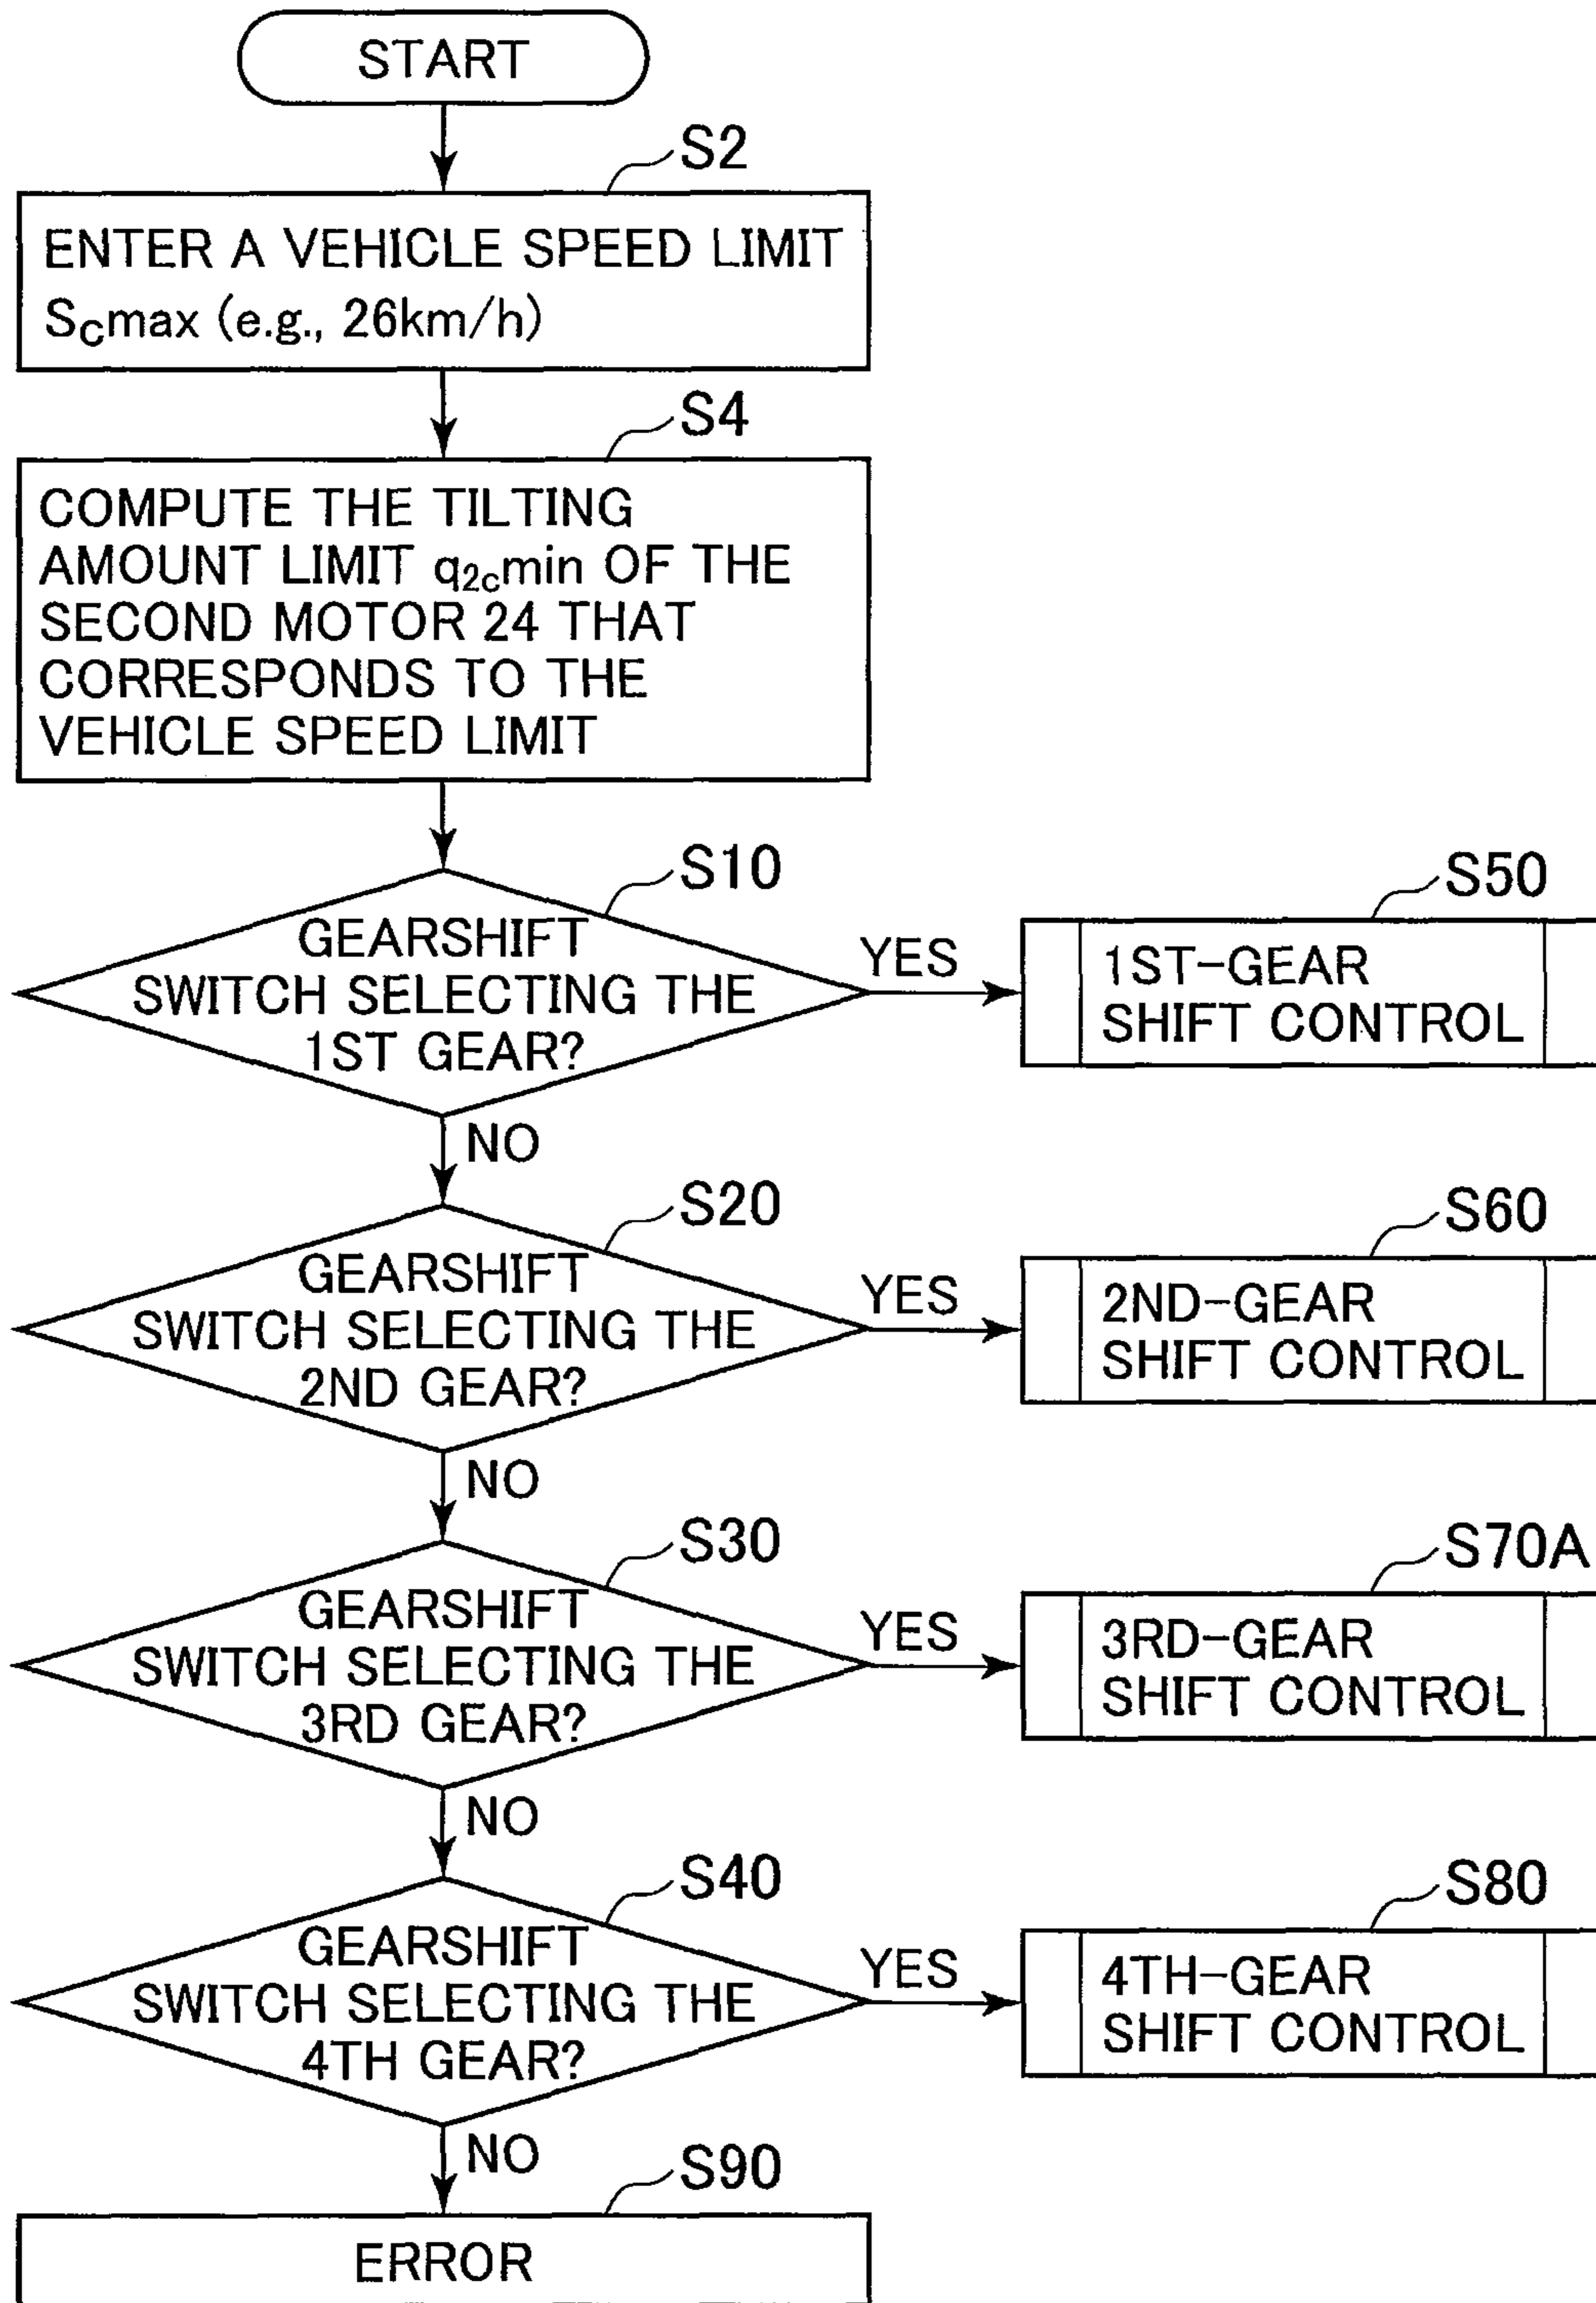 START
S2
ENTER A VEHICLE SPEED LIMIT
Scmax (e.g., 26km/h)
S4
COMPUTE THE TILTING
AMOUNT LIMIT q2cmin OF THE
SECOND MOTOR 24 THAT
CORRESPONDS TO THE
VEHICLE SPEED LIMIT
S10
GEARSHIFT
SWITCH SELECTING THE
1ST GEAR?
YES
S50
1ST-GEAR
SHIFT CONTROL
NO
S20
GEARSHIFT
SWITCH SELECTING THE
2ND GEAR?
YES
S60
2ND-GEAR
SHIFT CONTROL
NO
S30
GEARSHIFT
SWITCH SELECTING THE
3RD GEAR?
YES
S70A
3RD-GEAR
SHIFT CONTROL
NO
S40
GEARSHIFT
SWITCH SELECTING THE
4TH GEAR?
YES
S80
4TH-GEAR
SHIFT CONTROL
NO
S90
ERROR